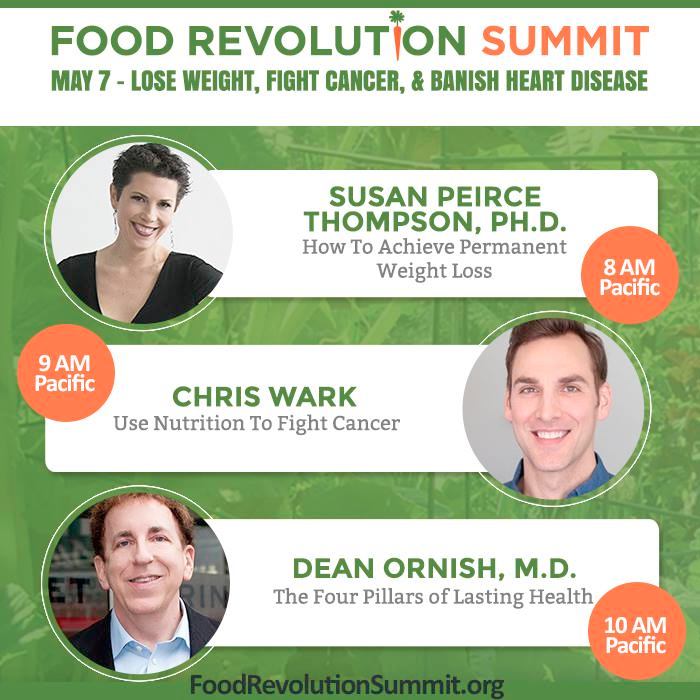 FOOD REVOLUTION SUMMIT
MAY 7 - LOSE WEIGHT, FIGHT CANCER, & BANISH HEART DISEASE
SUSAN PEIRCE
THOMPSON, PH.D.
How To Achieve Permanent
Weight Loss
8 AM
Pacific
9 AM
Pacific
CHRIS WARK
Use Nutrition To Fight Cancer
DEAN ORNISH, M.D.
The Four Pillars of Lasting Health
10 AM
Pacific
FoodRevolutionSummit.org